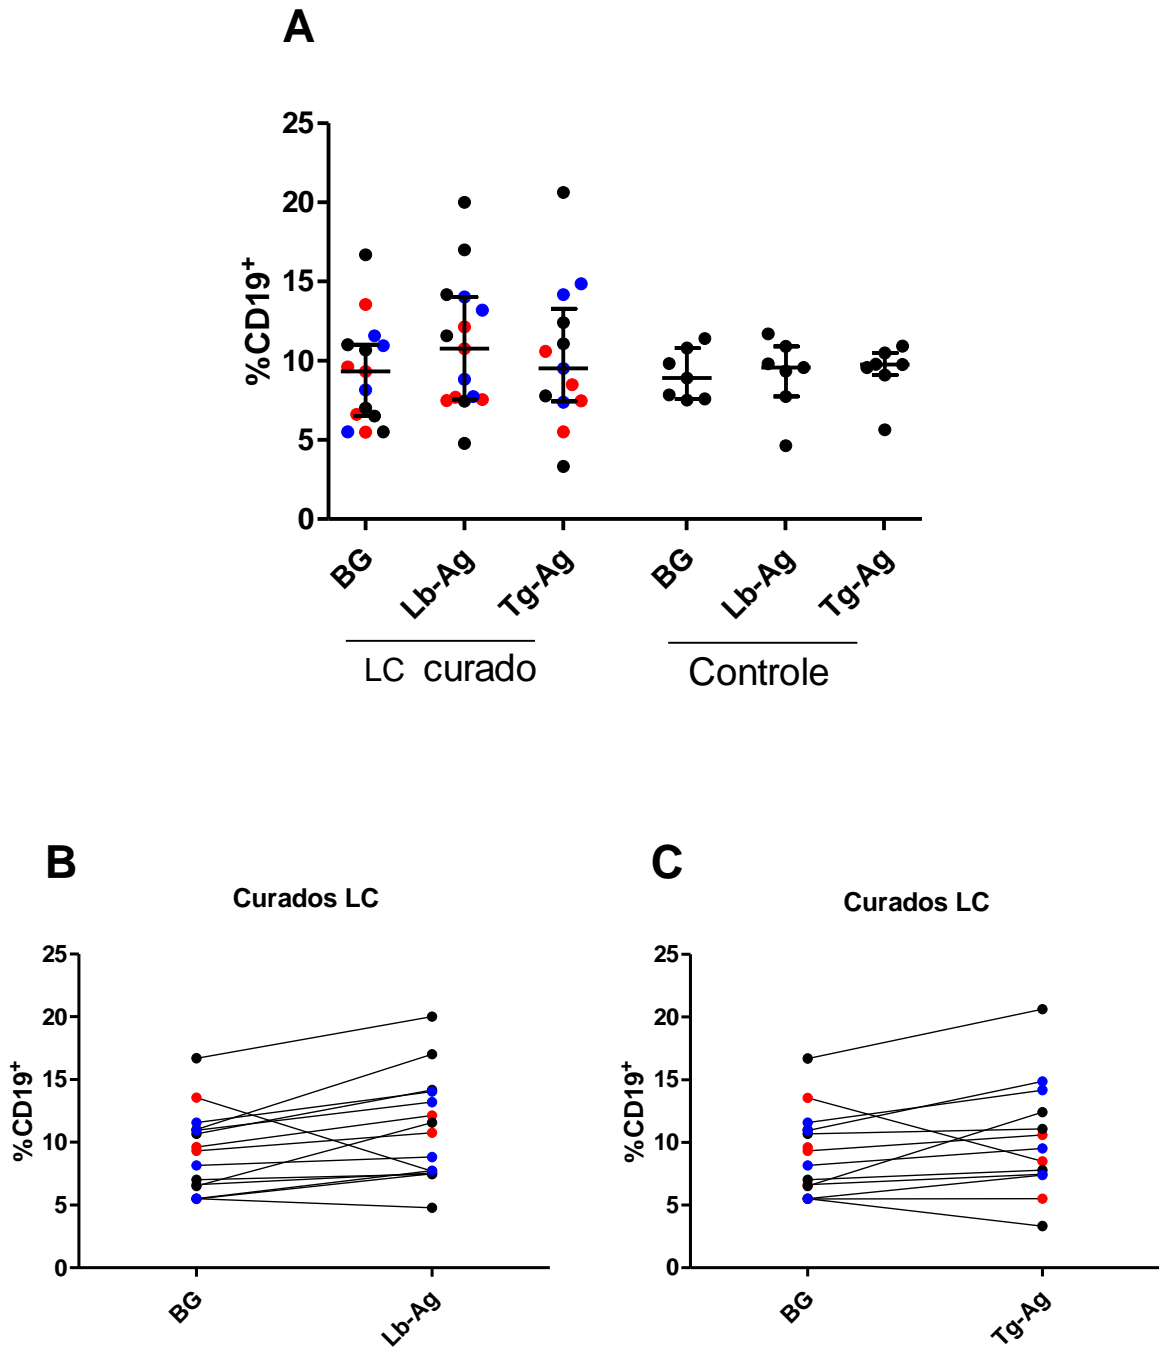 A
25
20
15
10
5
0
%CD19+
BG
Lb-Ag
Tg-Ag
BG
Lb-Ag
Tg-Ag
LC curado
Controle
B
Curados LC
25
20
15
10
5
0
%CD19+
BG
Lb-Ag
C
Curados LC
25
20
15
10
5
0
%CD19+
BG
Tg-Ag